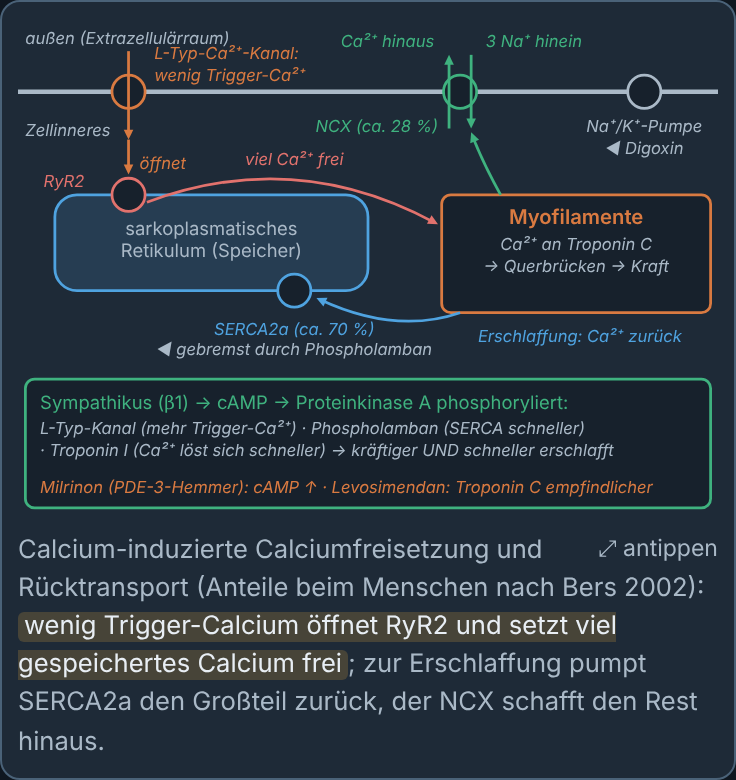 außen (Extrazellulärraum)
L-Typ-Ca²⁺-Kanal:
wenig Trigger-Ca²⁺
Ca²⁺ hinaus
3 Na⁺ hinein
Zellinneres
NCX (ca. 28 %)
Na⁺/K⁺-Pumpe
◀ Digoxin
öffnet
viel Ca²⁺ frei
RyR2
sarkoplasmatisches
Retikulum (Speicher)
Myofilamente
Ca²⁺ an Troponin C
→ Querbrücken → Kraft
SERCA2a (ca. 70 %)
◀ gebremst durch Phospholamban
Erschlaffung: Ca²⁺ zurück
Sympathikus (β1) → cAMP → Proteinkinase A phosphoryliert:
L-Typ-Kanal (mehr Trigger-Ca²⁺) · Phospholamban (SERCA schneller)
· Troponin I (Ca²⁺ löst sich schneller) → kräftiger UND schneller erschlafft
Milrinon (PDE-3-Hemmer): cAMP ↑ · Levosimendan: Troponin C empfindlicher
Calcium-induzierte Calciumfreisetzung und
⤢ antippen
Rücktransport (Anteile beim Menschen nach Bers 2002):
wenig Trigger-Calcium öffnet RyR2 und setzt viel
gespeichertes Calcium frei; zur Erschlaffung pumpt
SERCA2a den Großteil zurück, der NCX schafft den Rest
hinaus.